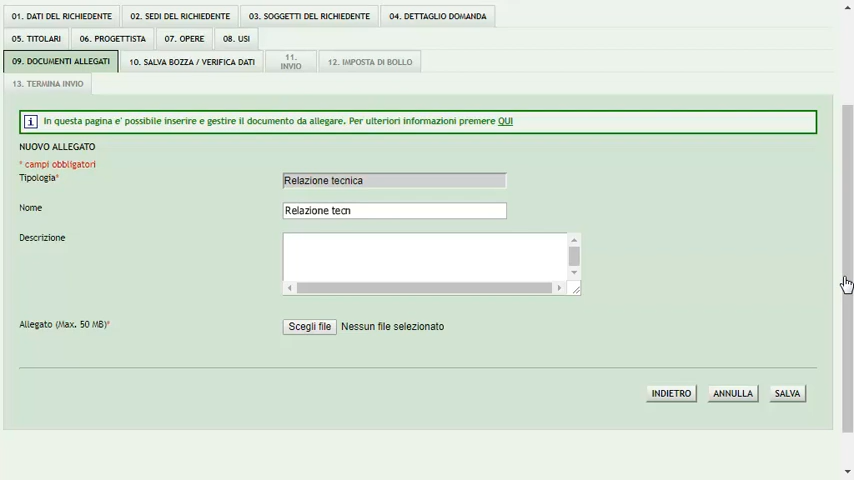 01. DATI DEL RICHIEDENTE 02. SEDI DEL RICHIEDENTE 03. SOGGETTI DEL RICHIEDENTE 04. DETTAGLIO DOMANDA
05. TITOLARI 06. PROGETTISTA 07. OPERE 08. USI
09. DOCUMENTI ALLEGATI 10. SALVA BOZZA / VERIFICA DATI 11. INVIO 12. IMPOSTA DI BOLLO
13. TERMINA INVIO
i In questa pagina e' possibile inserire e gestire il documento da allegare. Per ulteriori informazioni premere QUI
NUOVO ALLEGATO
* campi obbligatori
Tipologia* Relazione tecnica
Nome Relazione tecn
Descrizione
Allegato (Max. 50 MB)* Scegli file Nessun file selezionato
INDIETRO ANNULLA SALVA